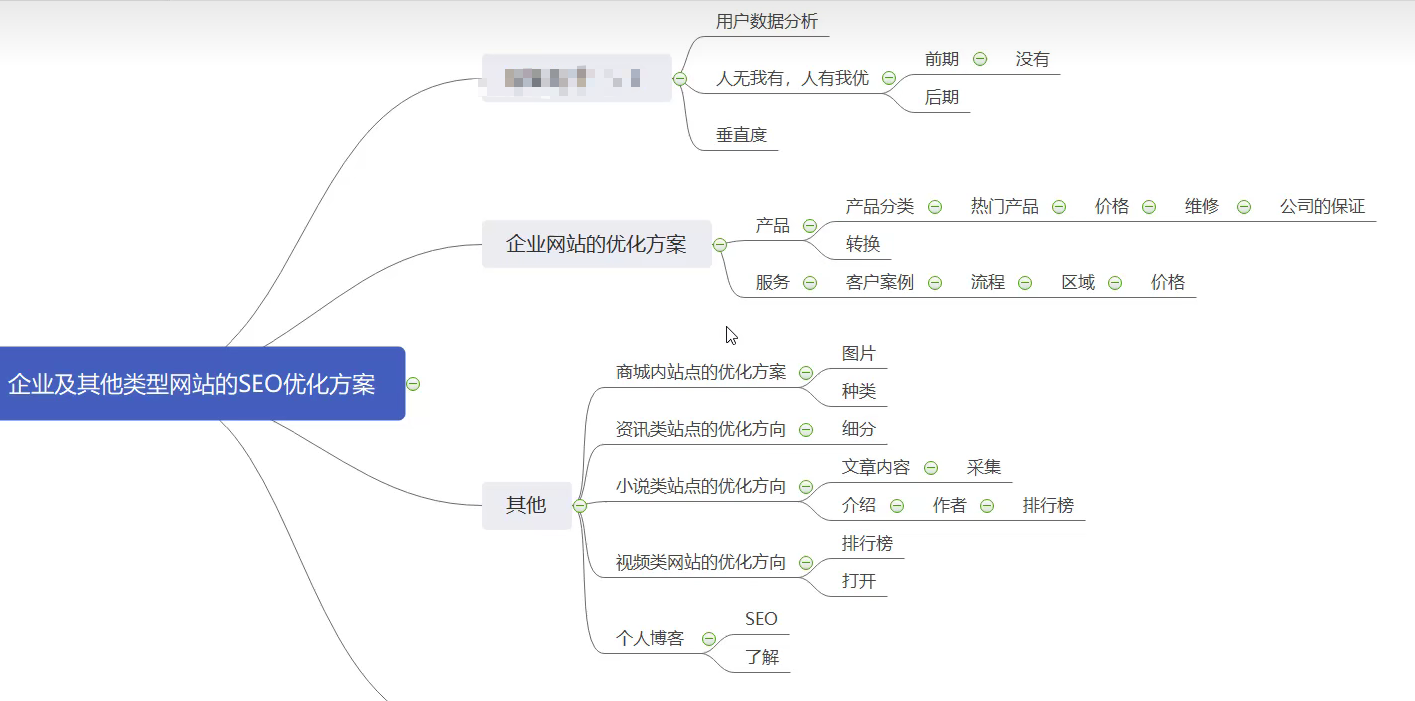 用户数据分析
人无我有，人有我优
前期 没有
后期
垂直度
企业网站的优化方案
产品
产品分类 热门产品 价格 维修 公司的保证
转换
服务 客户案例 流程 区域 价格
企业及其他类型网站的SEO优化方案
其他
商城内站点的优化方案
图片
种类
资讯类站点的优化方向 细分
小说类站点的优化方向
文章内容 采集
介绍 作者 排行榜
视频类网站的优化方向
排行榜
打开
个人博客
SEO
了解